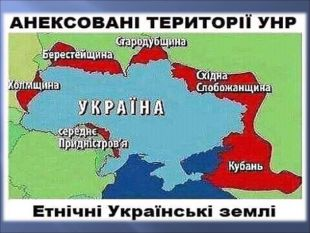 АНЕКСОВАНІ ТЕРИТОРІЇ УНР
Стародубщина
Берестейщина
Східна
Слобожанщина
Холмщина
УКРАЇНА
середнє
Придністров'я
Кубань
Етнічні Українські землі